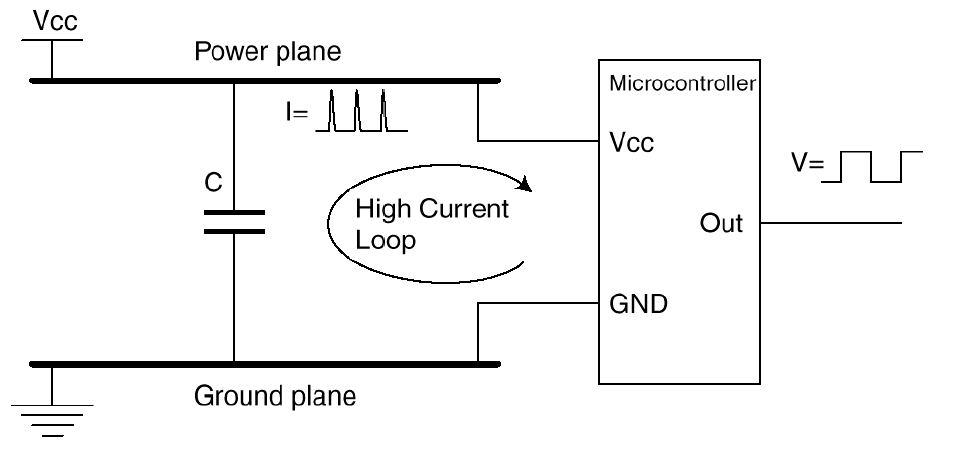 Vcc
Power plane
I=
Microcontroller
Vcc
V=
C
High Current
Loop
Out
GND
Ground plane